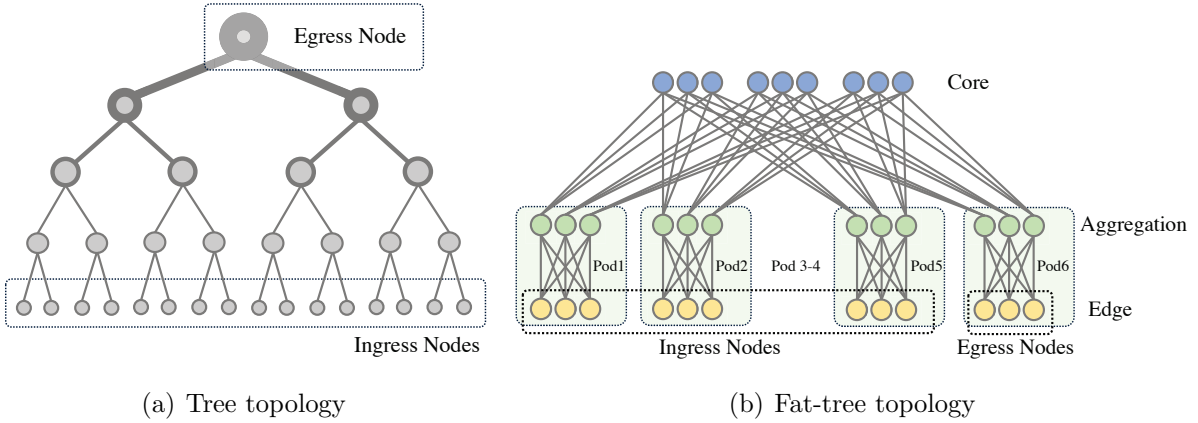 Egress Node
Ingress Nodes
(a) Tree topology
Core
Aggregation
Pod1
Pod2
Pod 3-4
Pod5
Pod6
Edge
Ingress Nodes
Egress Nodes
(b) Fat-tree topology